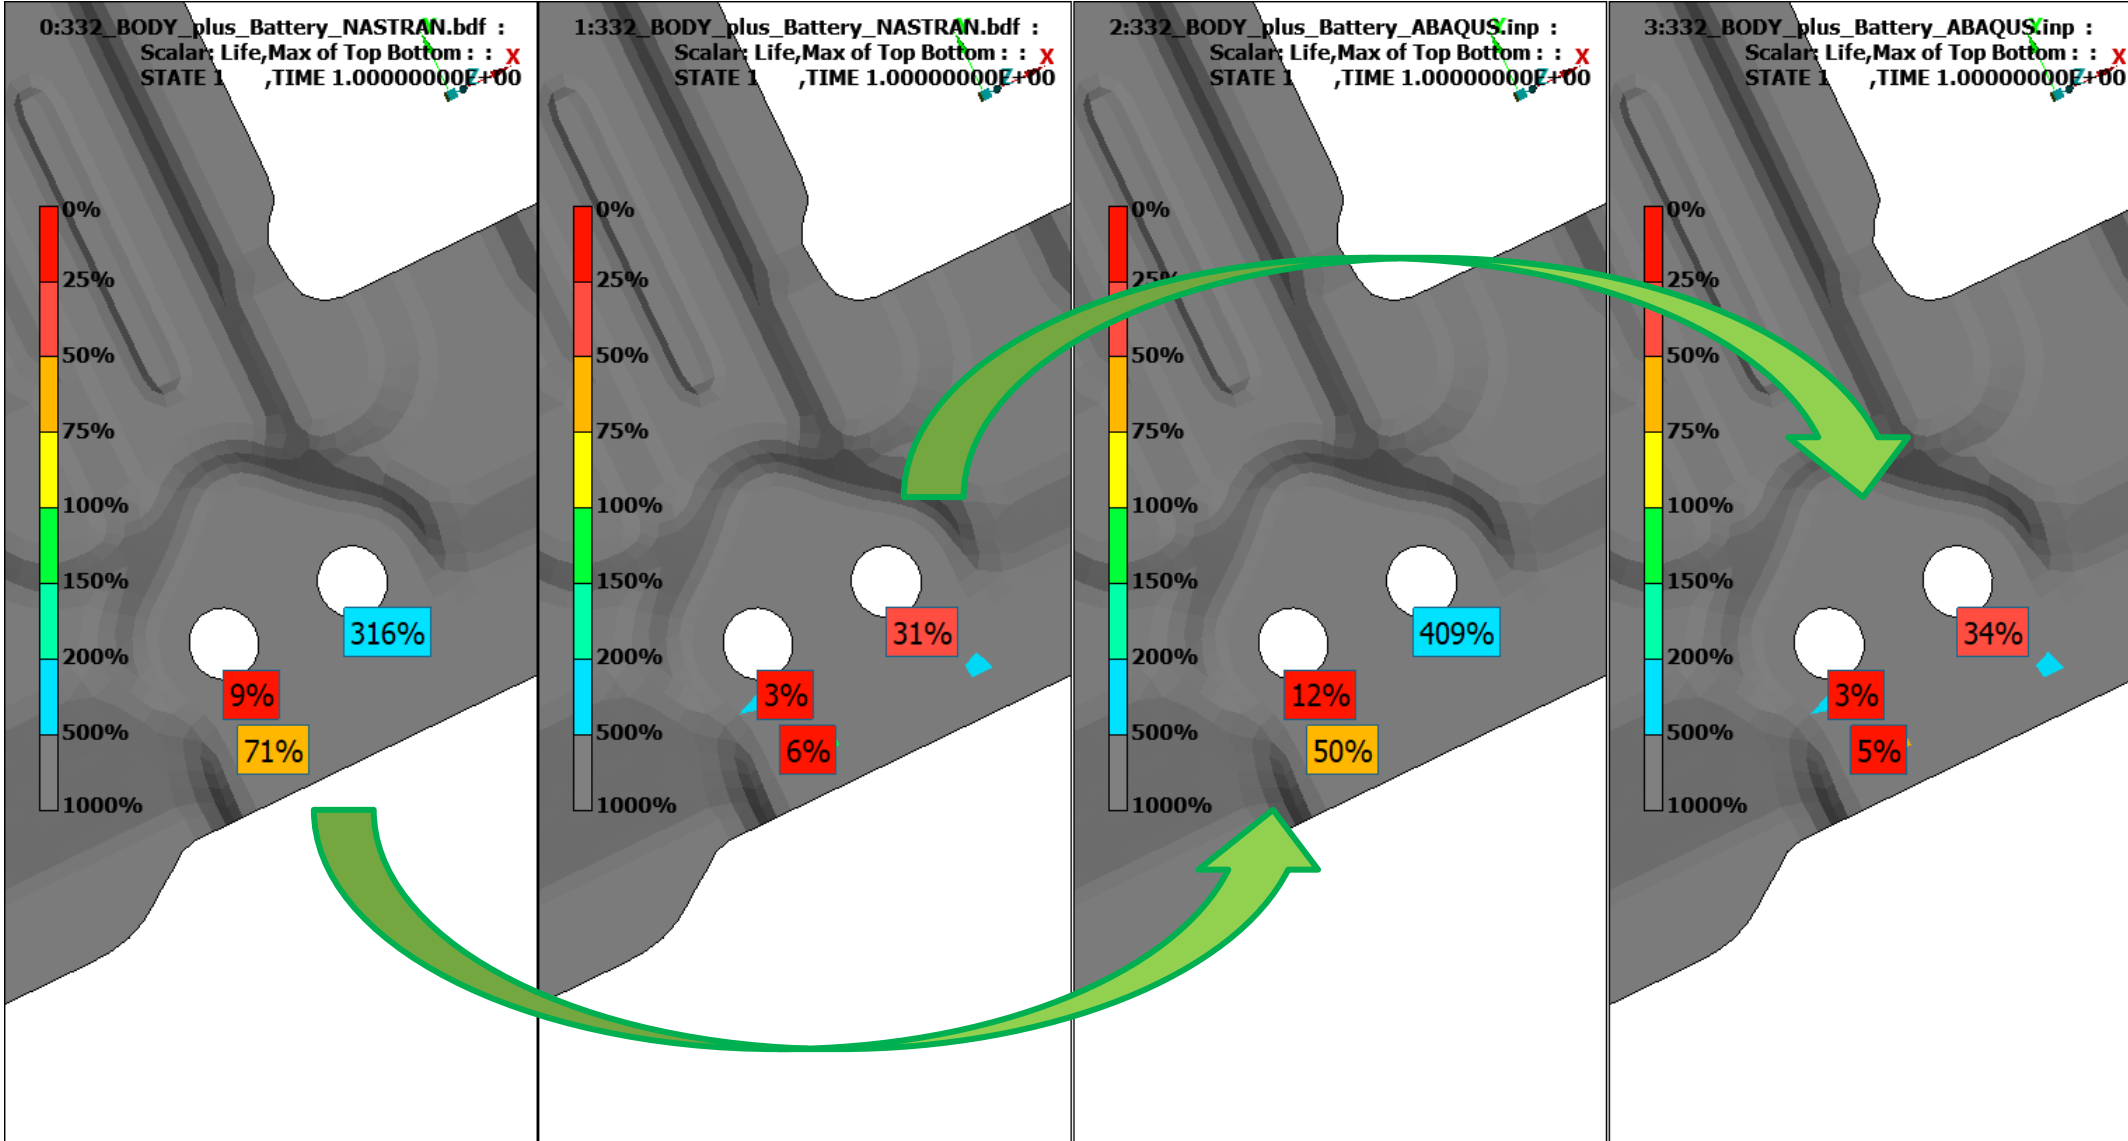 0:332_BODY_plus_Battery_NASTRAN.bdf :
Scalar: Life,Max of Top Bottom : :
STATE 1 ,TIME 1.000000000E+00
Y
X
Z
0%
25%
50%
75%
100%
150%
200%
500%
1000%
316%
9%
71%
1:332_BODY_plus_Battery_NASTRAN.bdf :
Scalar: Life,Max of Top Bottom : :
STATE 1 ,TIME 1.000000000E+00
Y
X
Z
0%
25%
50%
75%
100%
150%
200%
500%
1000%
31%
3%
6%
2:332_BODY_plus_Battery_ABAQUS.inp :
Scalar: Life,Max of Top Bottom : :
STATE 1 ,TIME 1.000000000E+00
Y
X
Z
0%
25%
50%
75%
100%
150%
200%
500%
1000%
409%
12%
50%
3:332_BODY_plus_Battery_ABAQUS.inp :
Scalar: Life,Max of Top Bottom : :
STATE 1 ,TIME 1.000000000E+00
Y
X
Z
0%
25%
50%
75%
100%
150%
200%
500%
1000%
34%
3%
5%